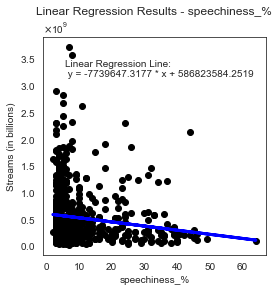 Linear Regression Results - speechiness_%
×10⁹
3.5
3.0
2.5
2.0
1.5
1.0
0.5
0.0
Streams (in billions)
Linear Regression Line:
y = -7739647.3177 * x + 586823584.2519
0 10 20 30 40 50 60
speechiness_%